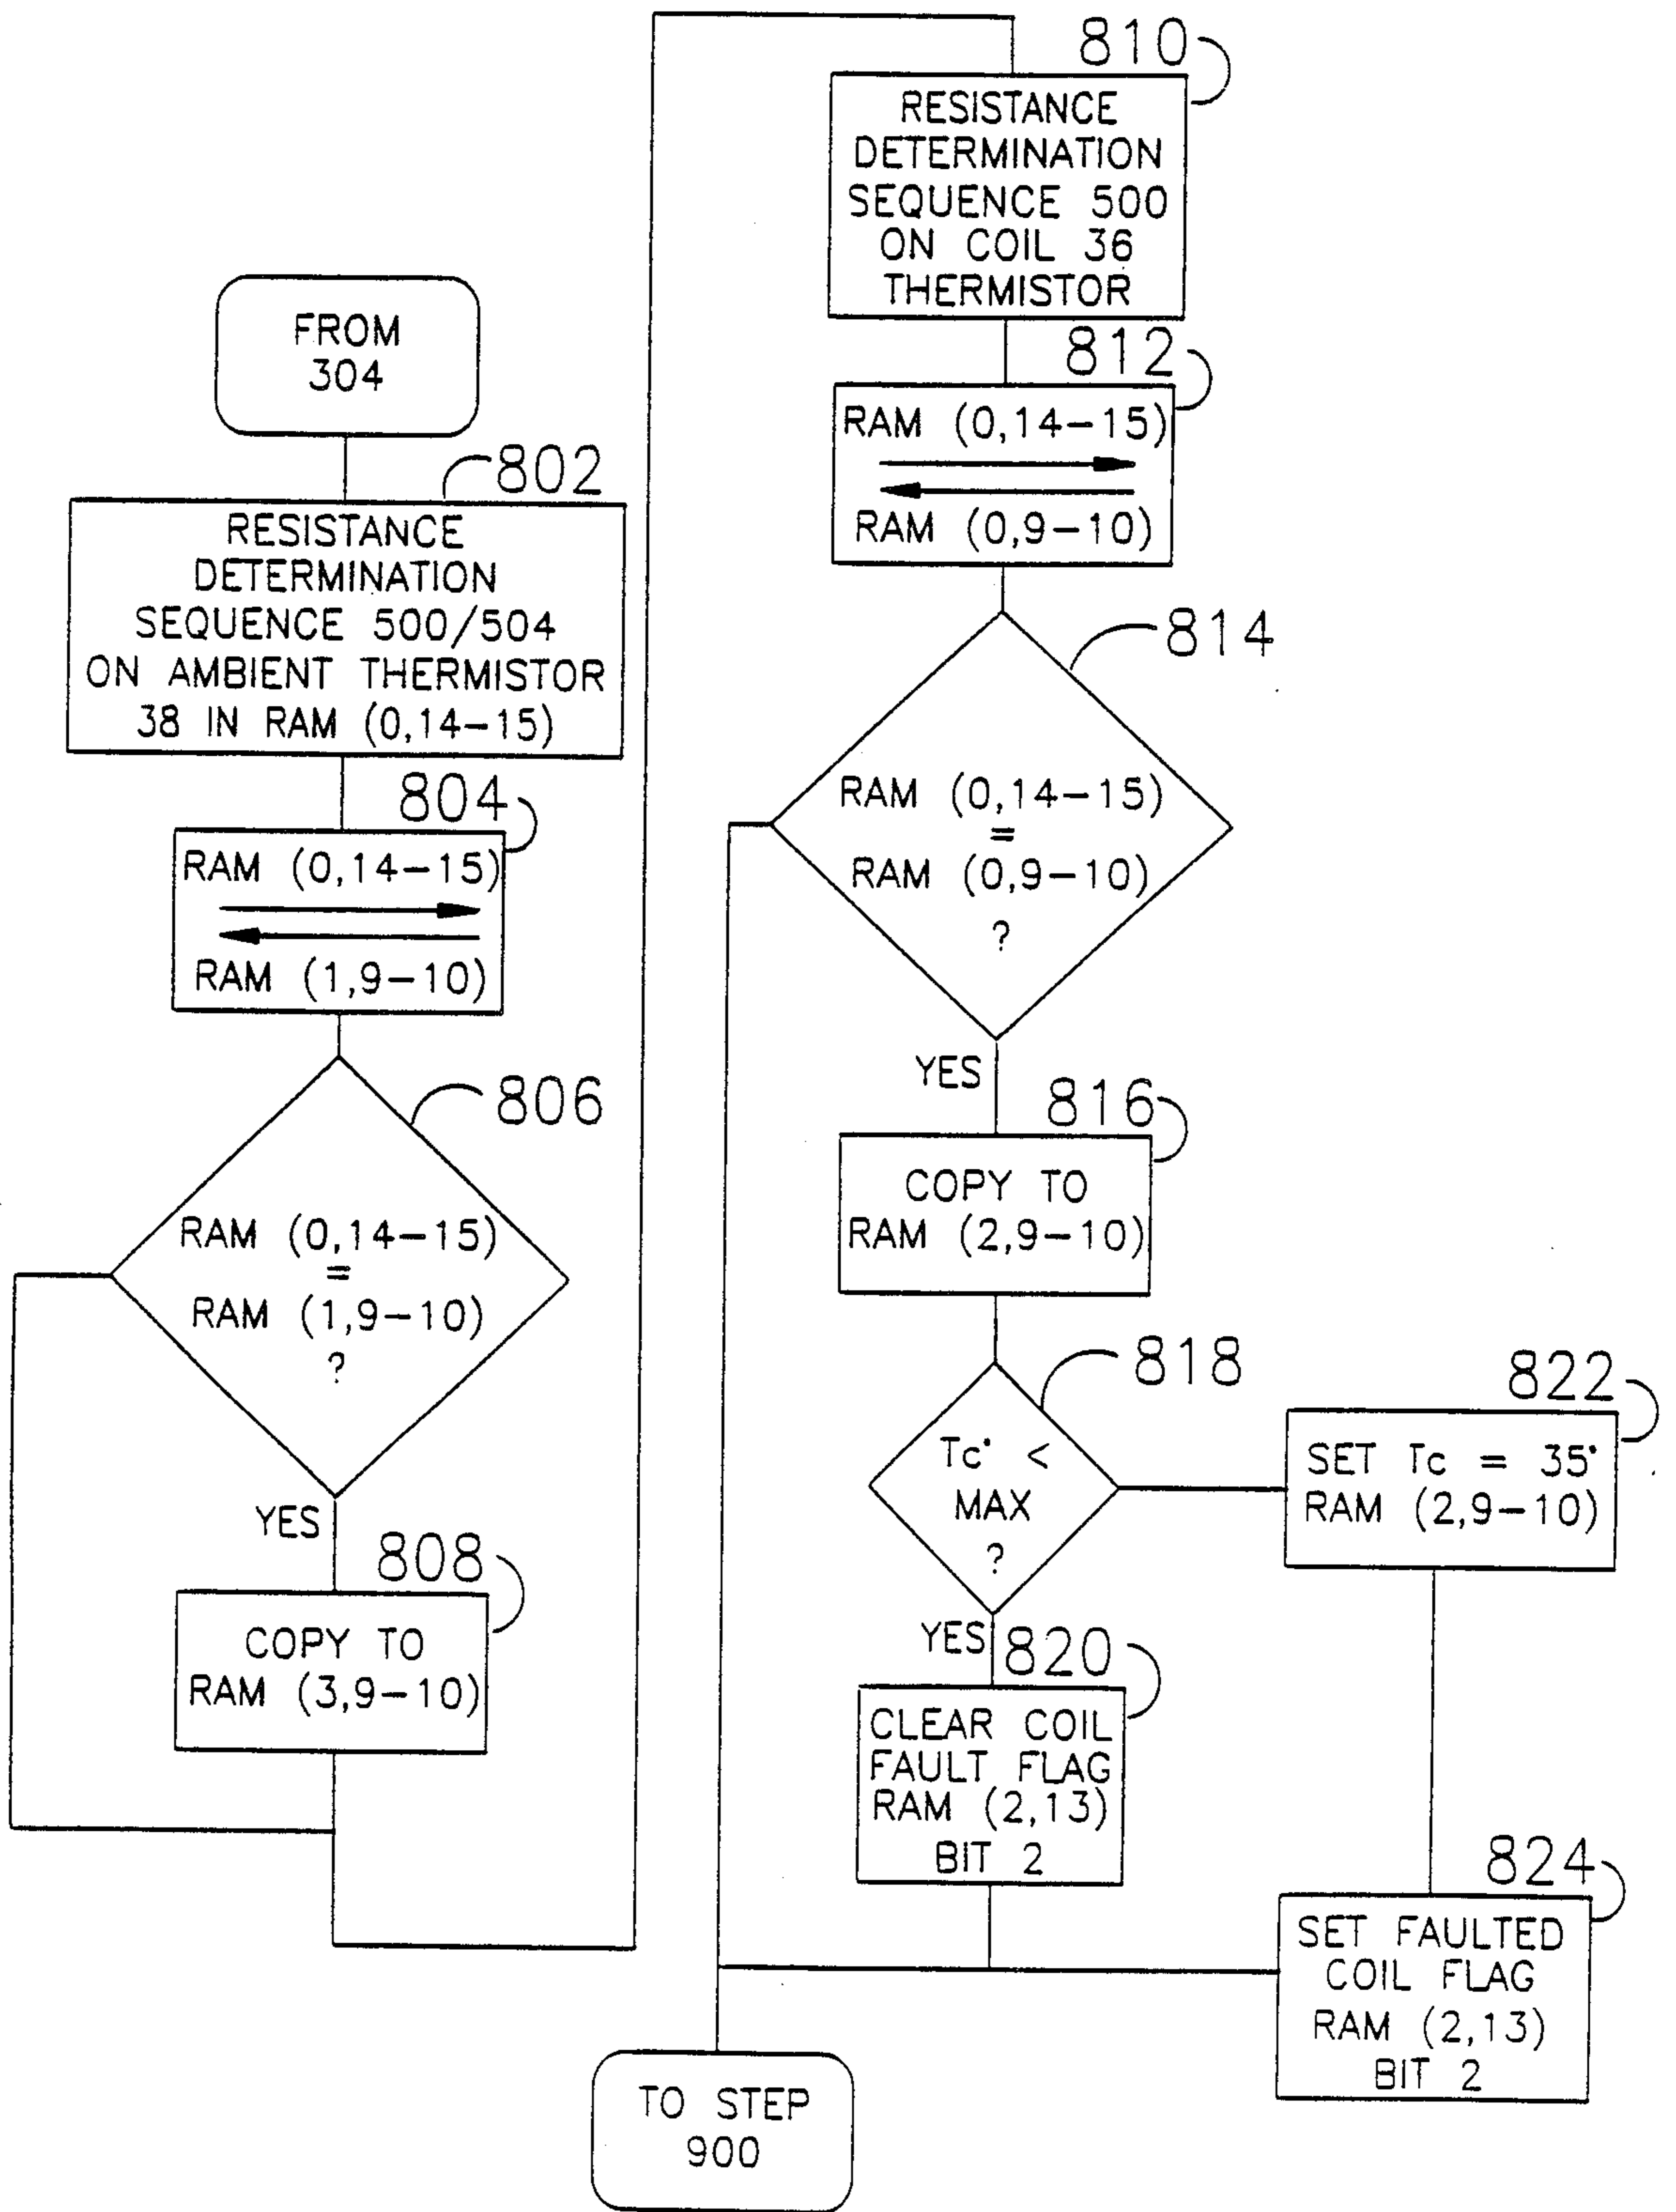 FROM
304
802
RESISTANCE
DETERMINATION
SEQUENCE 500/504
ON AMBIENT THERMISTOR
38 IN RAM (0,14-15)
804
RAM (0,14-15)
RAM (1,9-10)
806
RAM (0,14-15)
=
RAM (1,9-10)
?
YES
808
COPY TO
RAM (3,9-10)
810
RESISTANCE
DETERMINATION
SEQUENCE 500
ON COIL 36
THERMISTOR
812
RAM (0,14-15)
RAM (0,9-10)
814
RAM (0,14-15)
=
RAM (0,9-10)
?
YES
816
COPY TO
RAM (2,9-10)
818
Tc° <
MAX
?
YES
820
CLEAR COIL
FAULT FLAG
RAM (2,13)
BIT 2
822
SET Tc = 35°
RAM (2,9-10)
824
SET FAULTED
COIL FLAG
RAM (2,13)
BIT 2
TO STEP
900